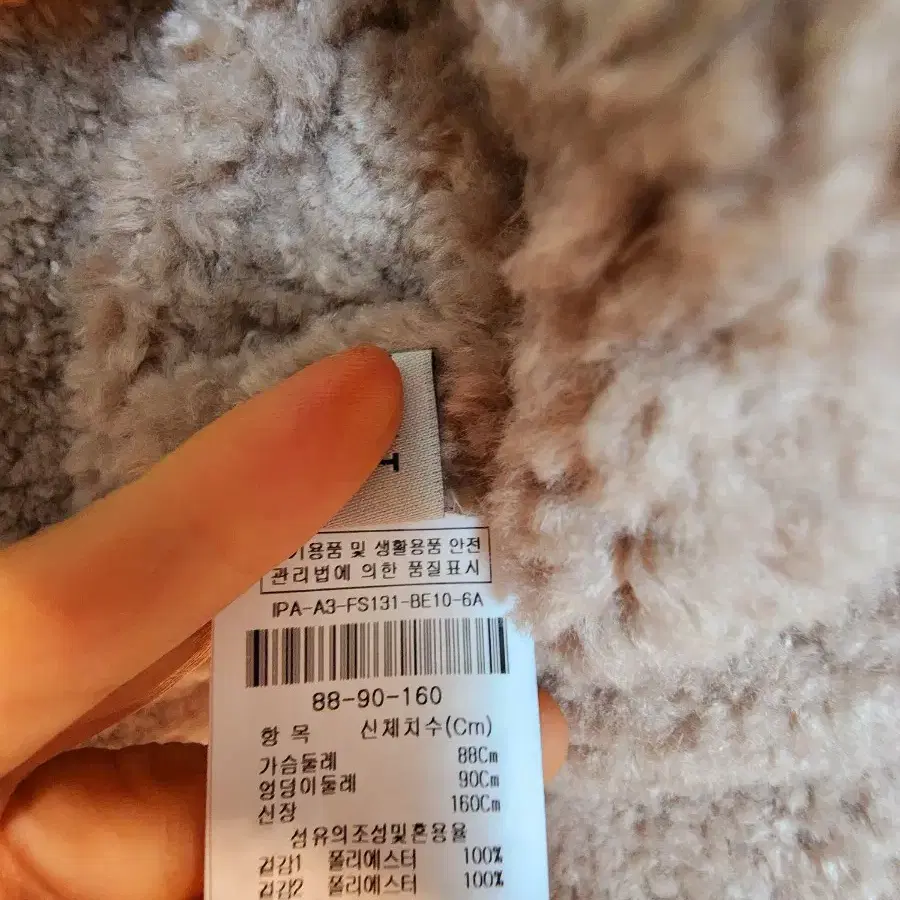 기용품 및 생활용품 안전
관리법에 의한 품질표시
IPA-A3-FS131-BE10-6A
88-90-160
항 목 신체치수(Cm)
가슴둘레 88Cm
엉덩이둘레 90Cm
신장 160Cm
섬유의조성및혼용율
겉감1 폴리에스터 100%
겉감2 폴리에스터 100%